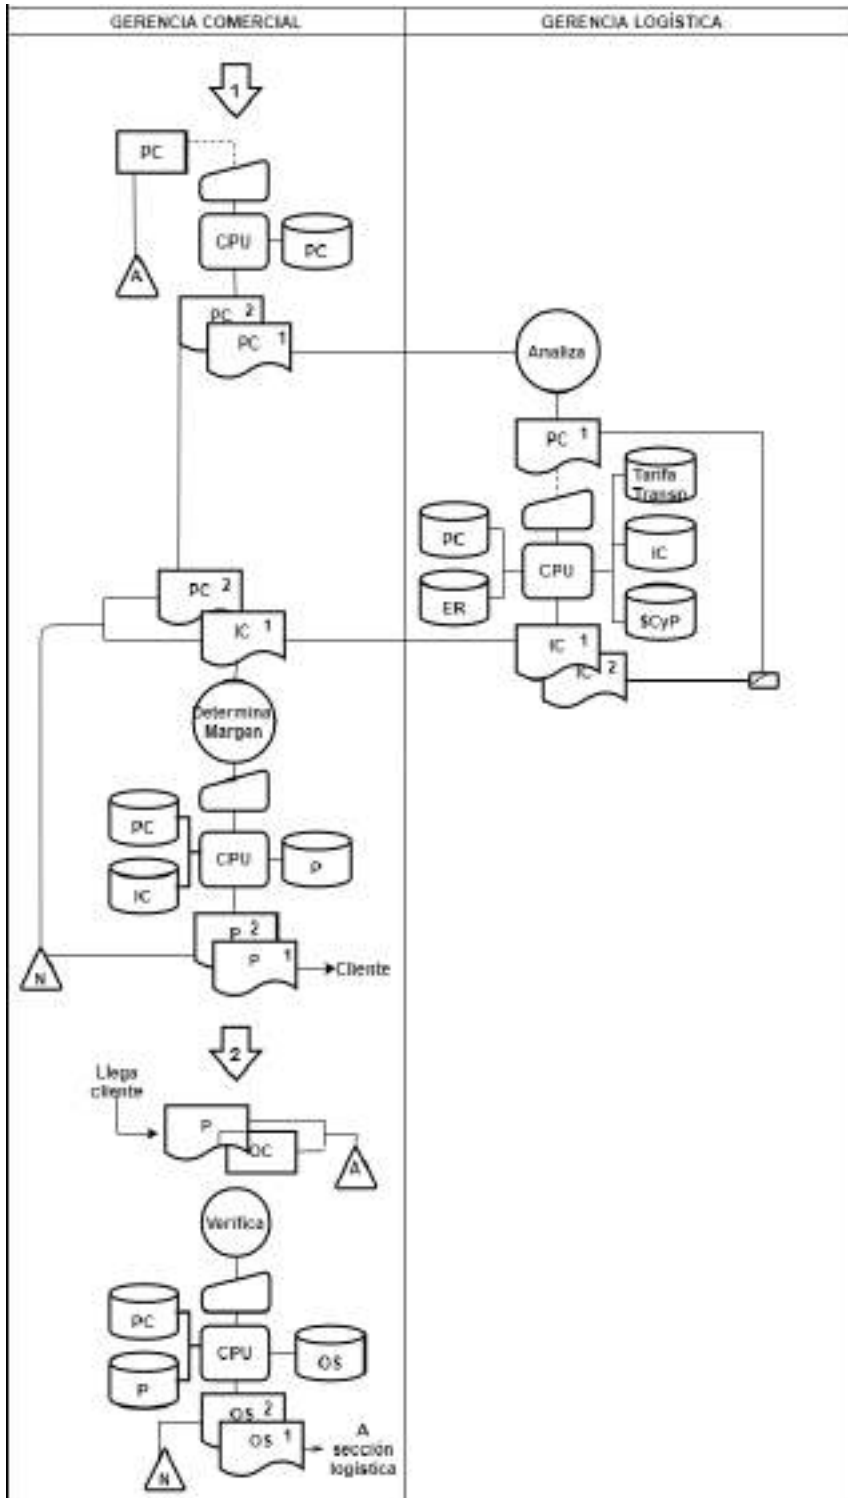 GERENCIA COMERCIAL
GERENCIA LOGÍSTICA
1
PC
CPU
PC
A
PC 2
PC 1
Analiza
PC 1
Tarifa
Transp
PC
CPU
IC
ER
$CyP
PC 2
IC 1
IC 1
IC 2
Determina
Margen
PC
CPU
P
IC
P 2
P 1
Cliente
N
2
Llega
cliente
P
OC
A
Verifica
PC
CPU
OS
P
OS 2
OS 1
A
sección
logística
N